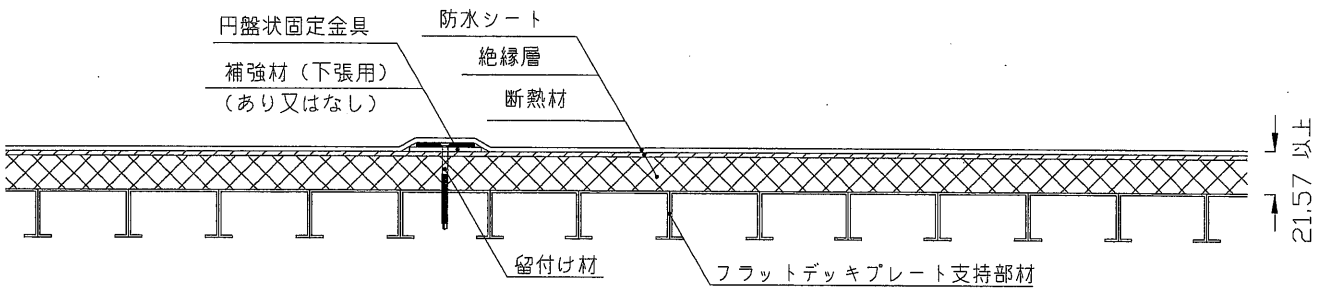 円盤状固定金具
補強材（下張用）
（あり又はなし）
防水シート
絶縁層
断熱材
留付け材
フラットデッキプレート支持部材
21.57 以上